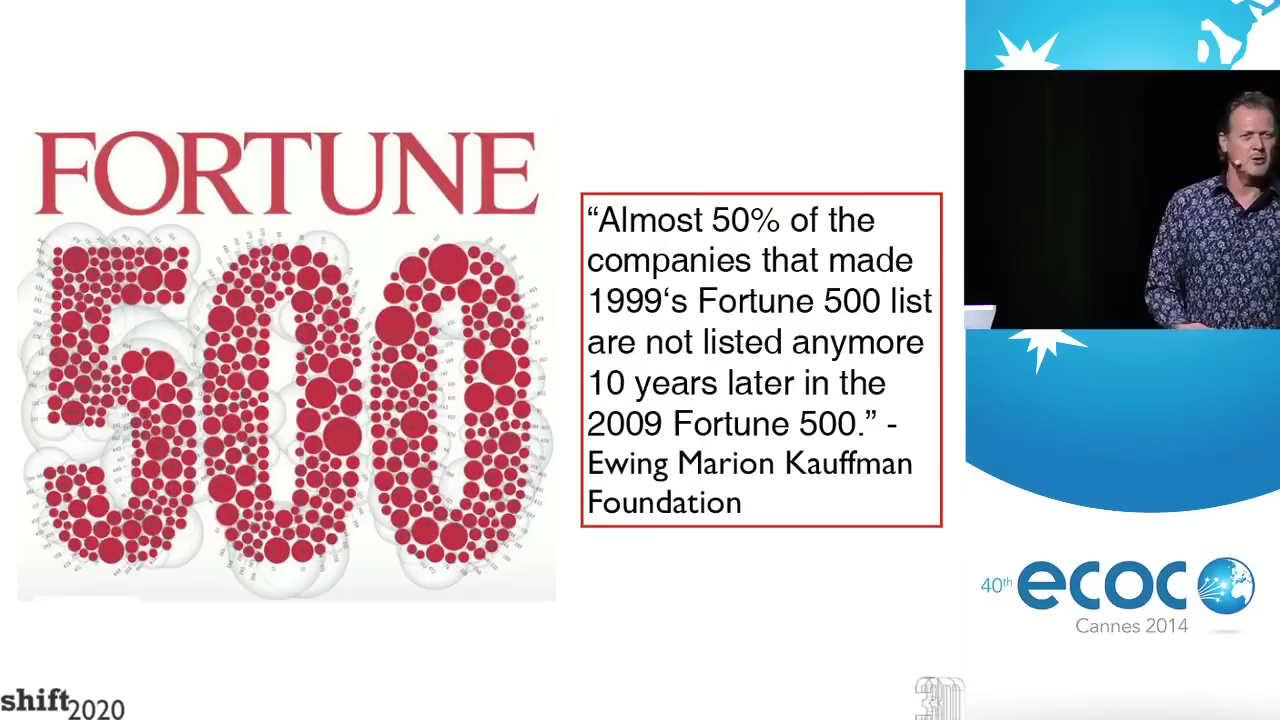 FORTUNE
500
“Almost 50% of the
companies that made
1999‘s Fortune 500 list
are not listed anymore
10 years later in the
2009 Fortune 500.” -
Ewing Marion Kauffman
Foundation
40th ecoc
Cannes 2014
shift2020